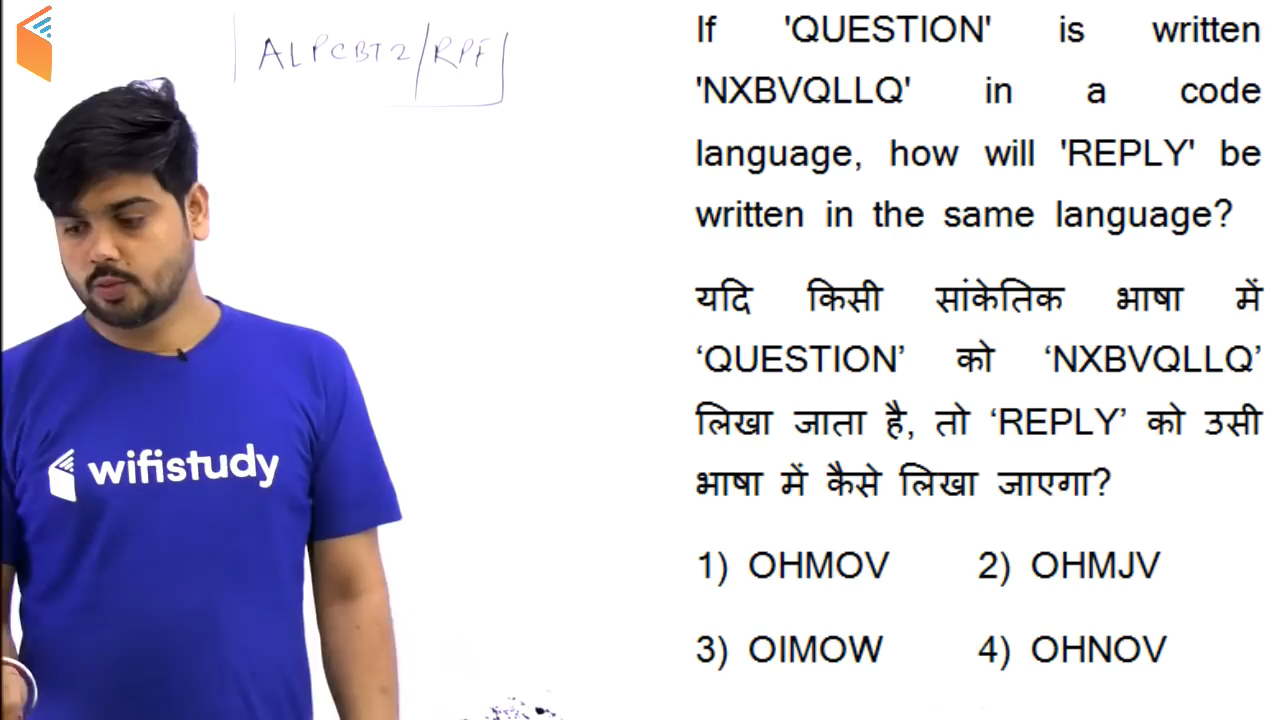 ALPCBT2/RPF
wifistudy
If 'QUESTION' is written
'NXBVQLLQ' in a code
language, how will 'REPLY' be
written in the same language?
यदि किसी सांकेतिक भाषा में
‘QUESTION’ को ‘NXBVQLLQ’
लिखा जाता है, तो ‘REPLY’ को उसी
भाषा में कैसे लिखा जाएगा?
1) OHMOV 2) OHMJV
3) OIMOW 4) OHNOV